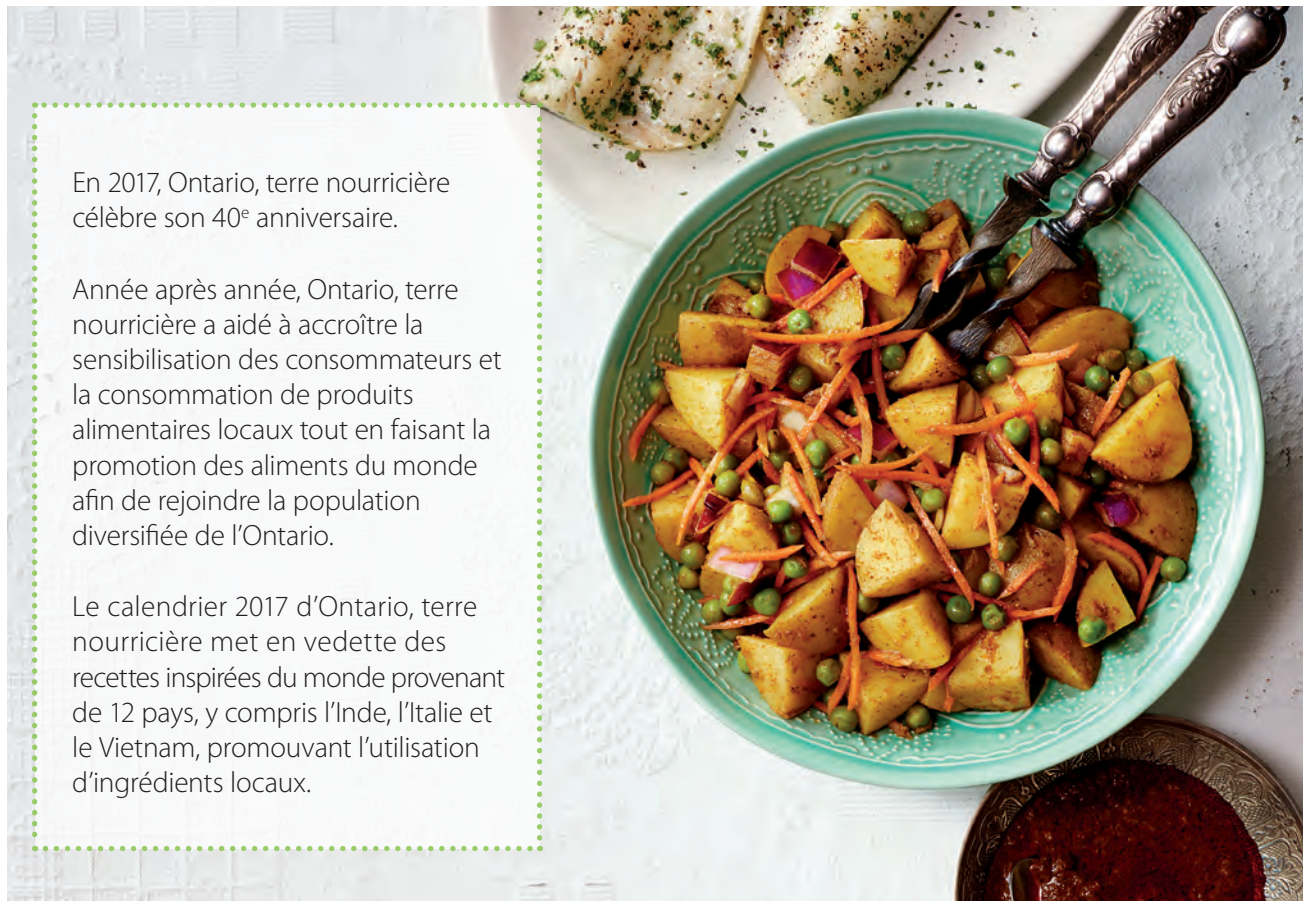 En 2017, Ontario, terre nourricière
célèbre son 40e anniversaire.
Année après année, Ontario, terre
nourricière a aidé à accroître la
sensibilisation des consommateurs et
la consommation de produits
alimentaires locaux tout en faisant la
promotion des aliments du monde
afin de rejoindre la population
diversifiée de l’Ontario.
Le calendrier 2017 d’Ontario, terre
nourricière met en vedette des
recettes inspirées du monde provenant
de 12 pays, y compris l’Inde, l’Italie et
le Vietnam, promouvant l’utilisation
d’ingrédients locaux.